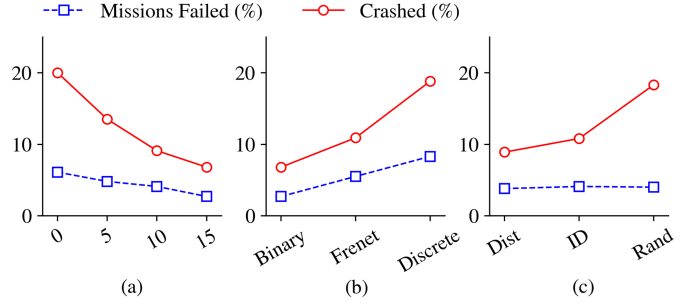 Missions Failed (%) Crashed (%)
20
10
0
0 5 10 15
(a)
20
10
0
Binary Frenet Discrete
(b)
20
10
0
Dist ID Rand
(c)